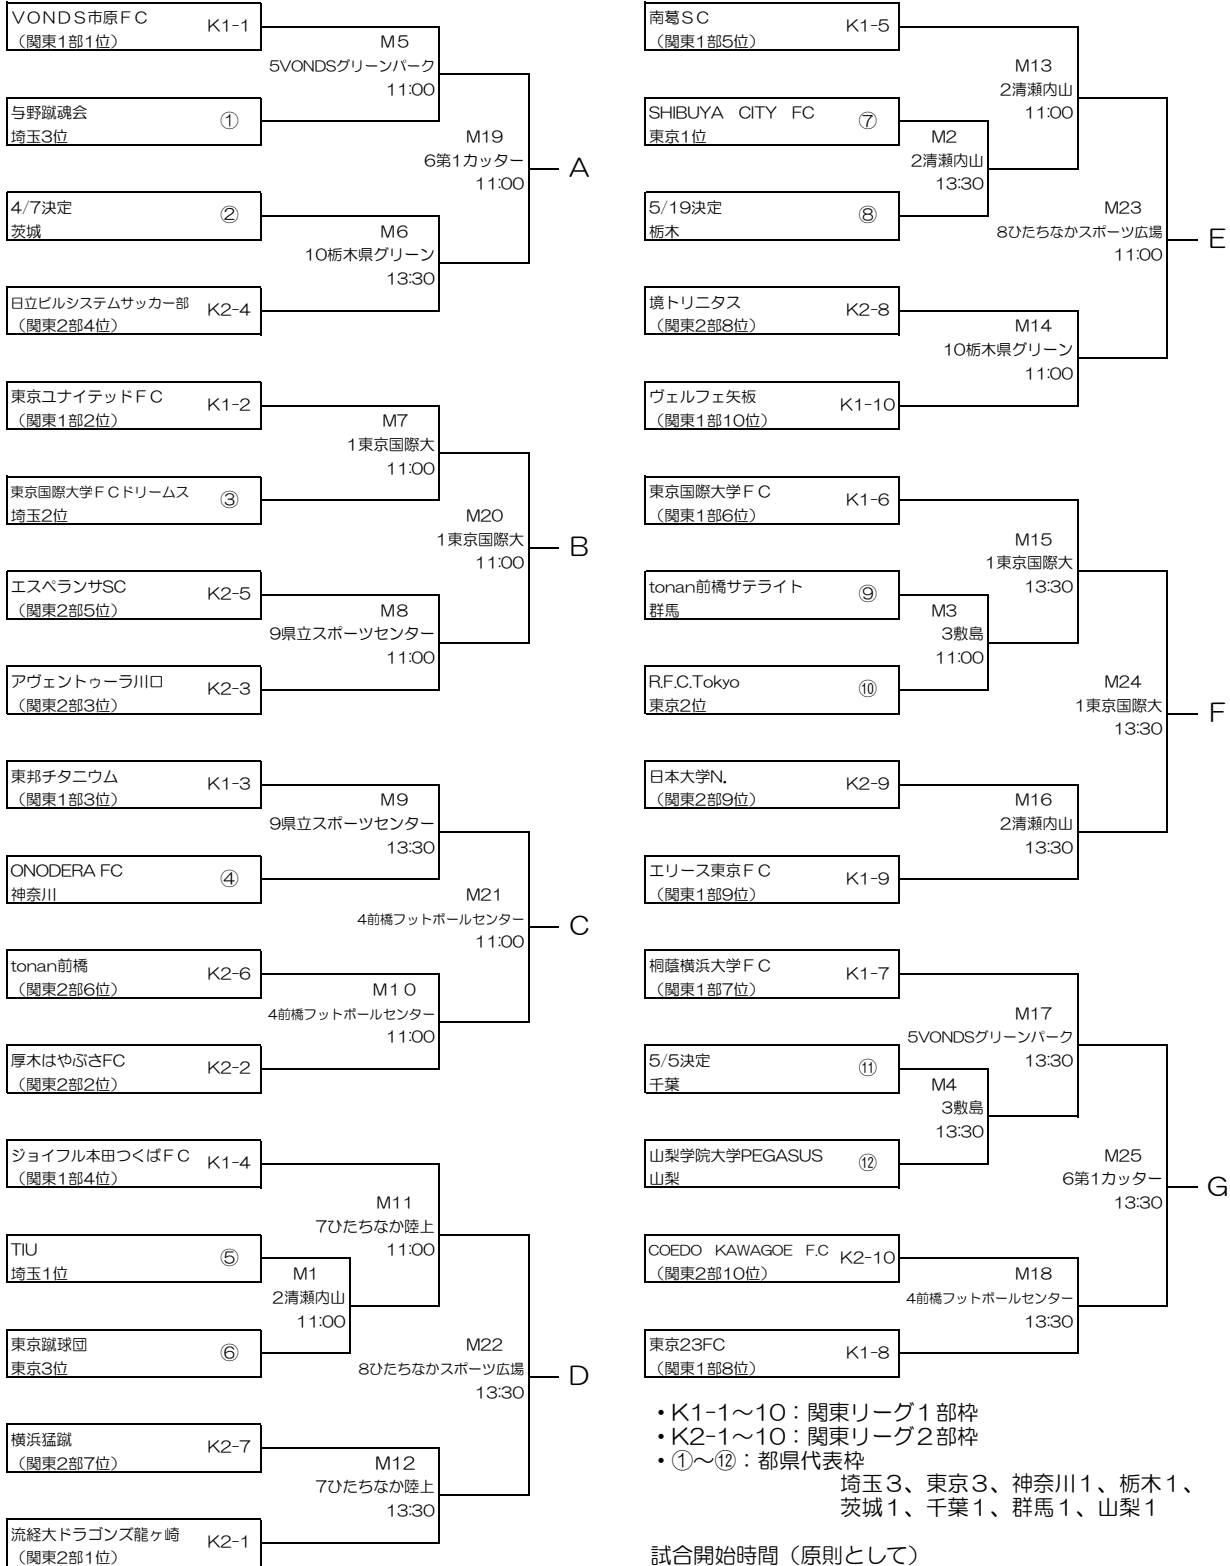 VONDS市原FC
（関東1部1位）
K1-1
M5
5VONDSグリーンパーク
11:00
与野蹴魂会
埼玉3位
①
M19
6第1カッター
11:00
A
4/7決定
茨城
②
M6
10栃木県グリーン
13:30
日立ビルシステムサッカー部
（関東2部4位）
K2-4
東京ユナイテッドFC
（関東1部2位）
K1-2
M7
1東京国際大
11:00
東京国際大学FCドリームス
埼玉2位
③
M20
1東京国際大
11:00
B
エスペランサSC
（関東2部5位）
K2-5
M8
9県立スポーツセンター
11:00
アヴェントゥーラ川口
（関東2部3位）
K2-3
東邦チタニウム
（関東1部3位）
K1-3
M9
9県立スポーツセンター
13:30
ONODERA FC
神奈川
④
M21
4前橋フットボールセンター
11:00
C
tonan前橋
（関東2部6位）
K2-6
M10
4前橋フットボールセンター
11:00
厚木はやぶさFC
（関東2部2位）
K2-2
ジョイフル本田つくばFC
（関東1部4位）
K1-4
M11
7ひたちなか陸上
11:00
TIU
埼玉1位
⑤
M1
2清瀬内山
11:00
東京蹴球団
東京3位
⑥
M22
8ひたちなかスポーツ広場
13:30
D
横浜猛蹴
（関東2部7位）
K2-7
M12
7ひたちなか陸上
13:30
流経大ドラゴンズ龍ヶ崎
（関東2部1位）
K2-1
南葛SC
（関東1部5位）
K1-5
M13
2清瀬内山
11:00
SHIBUYA CITY FC
東京1位
⑦
M2
2清瀬内山
13:30
5/19決定
栃木
⑧
M23
8ひたちなかスポーツ広場
11:00
E
境トリニタス
（関東2部8位）
K2-8
M14
10栃木県グリーン
11:00
ヴェルフェ矢板
（関東1部10位）
K1-10
東京国際大学FC
（関東1部6位）
K1-6
M15
1東京国際大
13:30
tonan前橋サテライト
群馬
⑨
M3
3敷島
11:00
R.F.C.Tokyo
東京2位
⑩
M24
1東京国際大
13:30
F
日本大学N.
（関東2部9位）
K2-9
M16
2清瀬内山
13:30
エリース東京FC
（関東1部9位）
K1-9
桐蔭横浜大学FC
（関東1部7位）
K1-7
M17
5VONDSグリーンパーク
13:30
5/5決定
千葉
⑪
M4
3敷島
13:30
山梨学院大学PEGASUS
山梨
⑫
M25
6第1カッター
13:30
G
COEDO KAWAGOE F.C
（関東2部10位）
K2-10
M18
4前橋フットボールセンター
13:30
東京23FC
（関東1部8位）
K1-8
・K1-1〜10：関東リーグ1部枠
・K2-1〜10：関東リーグ2部枠
・①〜⑫：都県代表枠
埼玉3、東京3、神奈川1、栃木1、
茨城1、千葉1、群馬1、山梨1
試合開始時間（原則として）